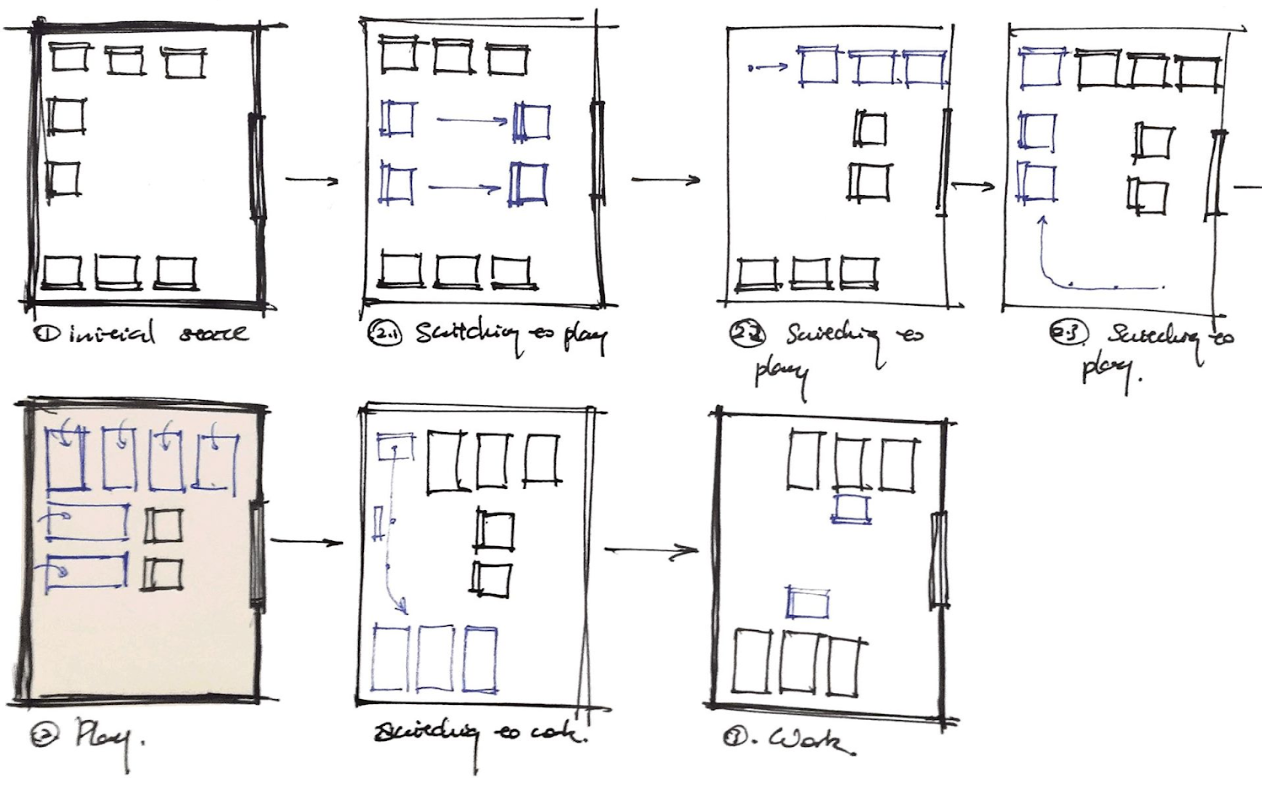 ① Initial state
②.1 Switching to play
②.2 Switching to
play
②.3 Switching to
play.
② Play.
Switching to work.
③. Work.